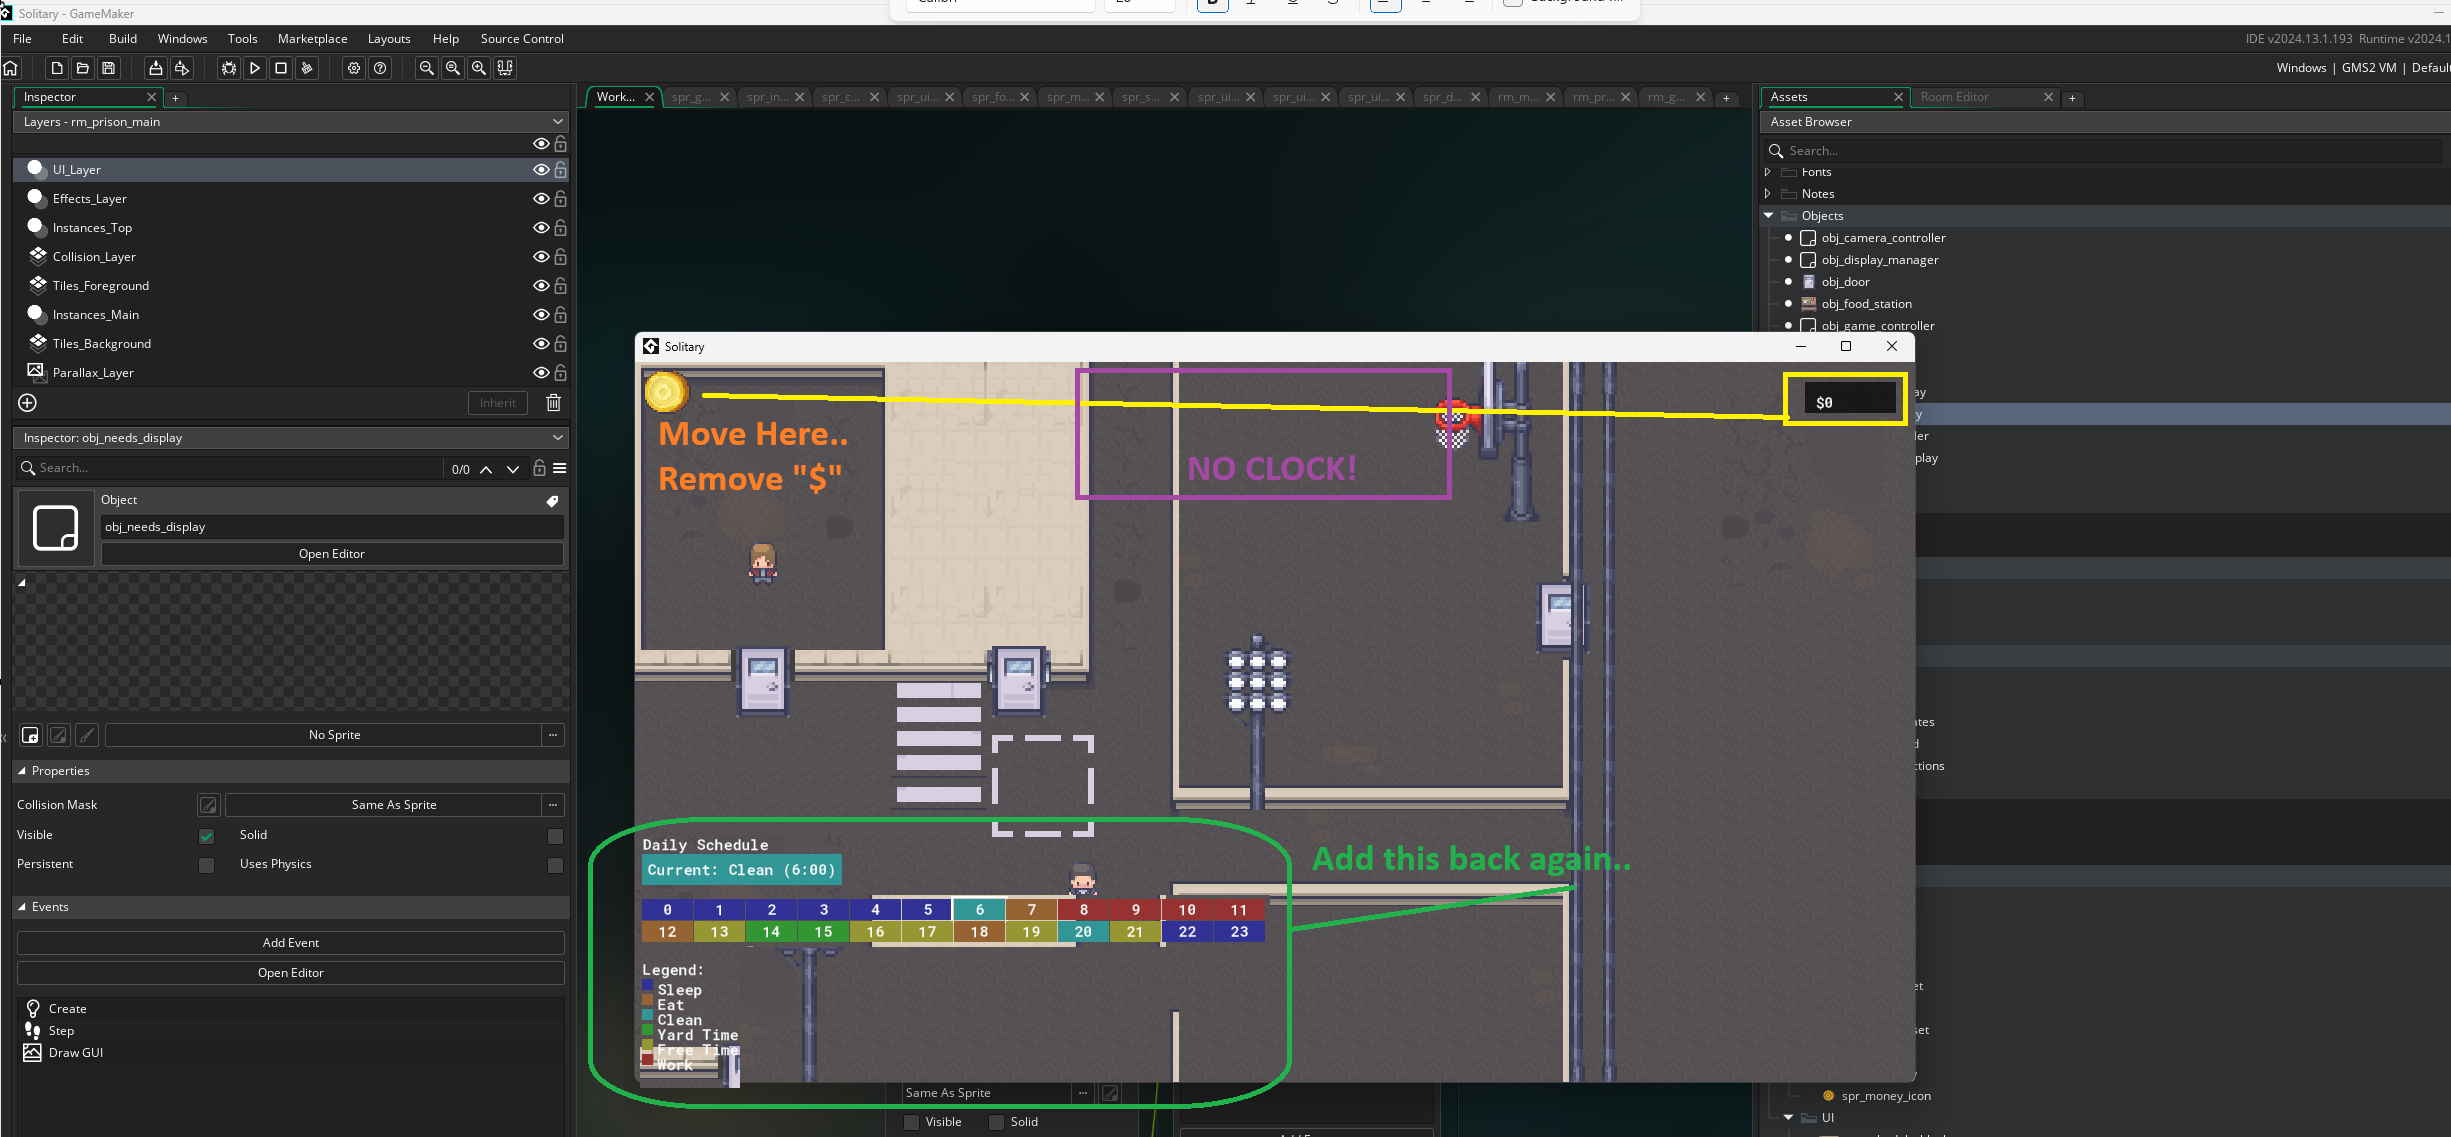 Solitary - GameMaker
File Edit Build Windows Tools Marketplace Layouts Help Source Control
IDE v2024.13.1.193 Runtime v2024.1
Windows | GMS2 VM | Default
Inspector
Work... spr_g... spr_in... spr_c... spr_ui... spr_fo... spr_m... spr_s... spr_ui... spr_ui... spr_ui... spr_d... rm_m... rm_pr... rm_g...
Assets Room Editor
Layers - rm_prison_main
Asset Browser
Search...
UI_Layer
Effects_Layer
Instances_Top
Collision_Layer
Tiles_Foreground
Instances_Main
Tiles_Background
Parallax_Layer
Inherit
Inspector: obj_needs_display
Search... 0/0
Object
obj_needs_display
Open Editor
No Sprite
Properties
Collision Mask Same As Sprite
Visible Solid
Persistent Uses Physics
Events
Add Event
Open Editor
Create
Step
Draw GUI
Fonts
Notes
Objects
obj_camera_controller
obj_display_manager
obj_door
obj_food_station
obj_game_controller
Solitary
$0
Move Here..
Remove "$"
NO CLOCK!
Daily Schedule
Current: Clean (6:00)
Add this back again..
0 1 2 3 4 5 6 7 8 9 10 11
12 13 14 15 16 17 18 19 20 21 22 23
Legend:
Sleep
Eat
Clean
Yard Time
Free Time
Work
Same As Sprite
Visible Solid
spr_money_icon
UI